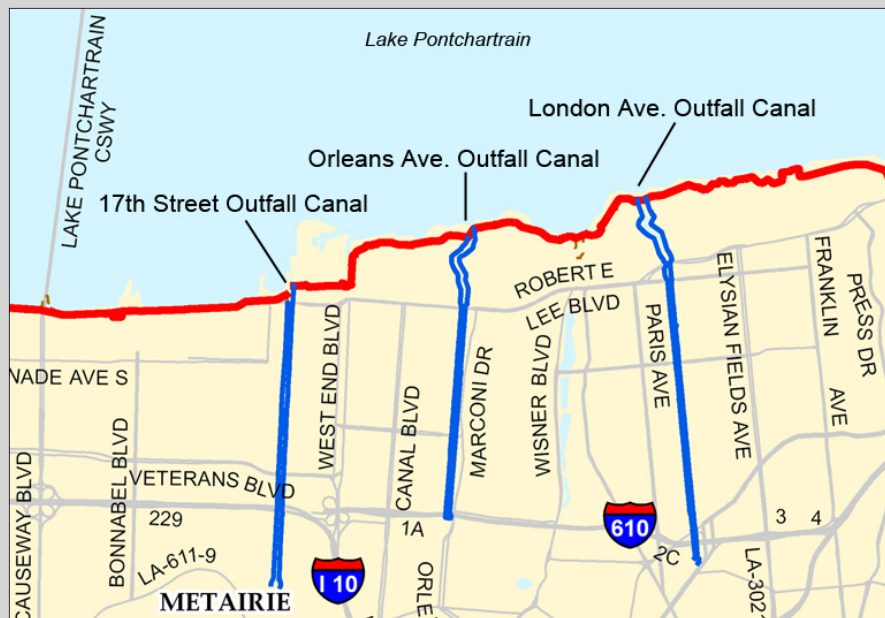 Lake Pontchartrain
LAKE PONTCHARTRAIN
CSWY
London Ave. Outfall Canal
Orleans Ave. Outfall Canal
17th Street Outfall Canal
ROBERT E
LEE BLVD
FRANKLIN
AVE
PRESS DR
ELYSIAN FIELDS AVE
PARIS AVE
WISNER BLVD
MARCONI DR
CANAL BLVD
WEST END BLVD
NADE AVE S
BONNABEL BLVD
CAUSEWAY BLVD
VETERANS BLVD
229
1A
610
3
4
2C
LA-611-9
I 10
METAIRIE
ORLE
LA-302